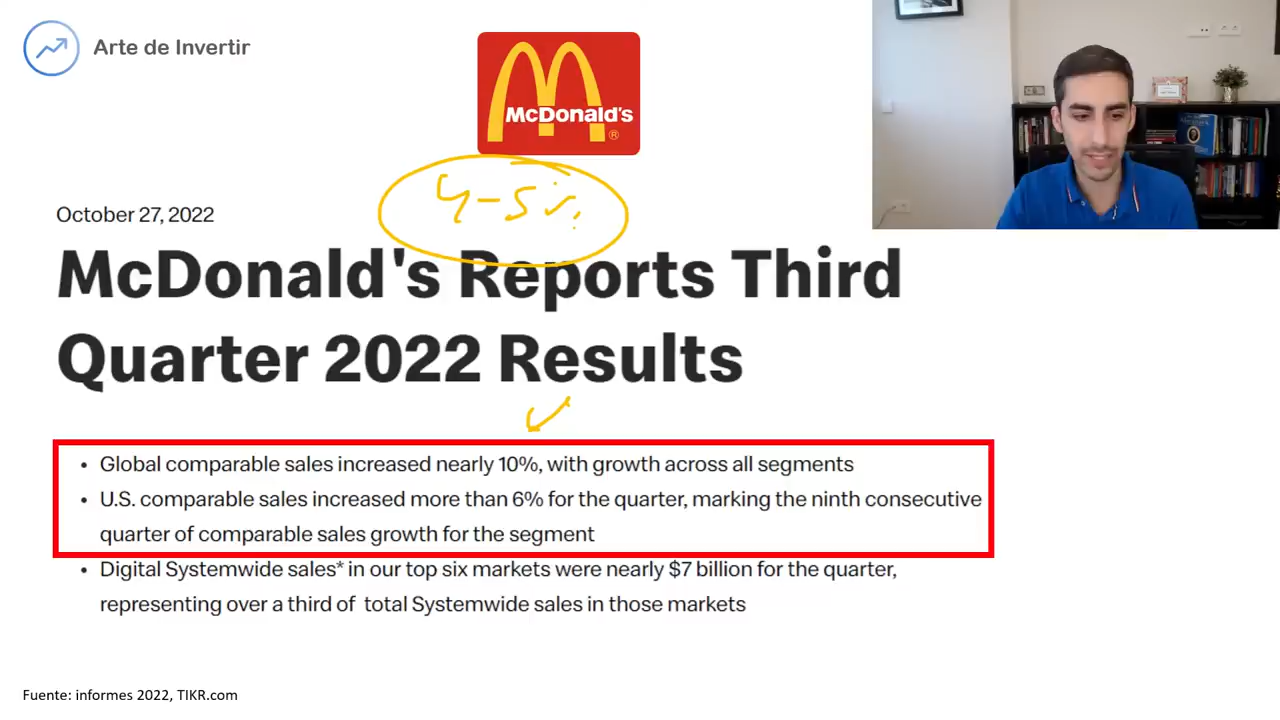 Arte de Invertir
McDonald's
®
4-5%
October 27, 2022
McDonald's Reports Third
Quarter 2022 Results
• Global comparable sales increased nearly 10%, with growth across all segments
• U.S. comparable sales increased more than 6% for the quarter, marking the ninth consecutive
quarter of comparable sales growth for the segment
• Digital Systemwide sales* in our top six markets were nearly $7 billion for the quarter,
representing over a third of total Systemwide sales in those markets
Fuente: informes 2022, TIKR.com